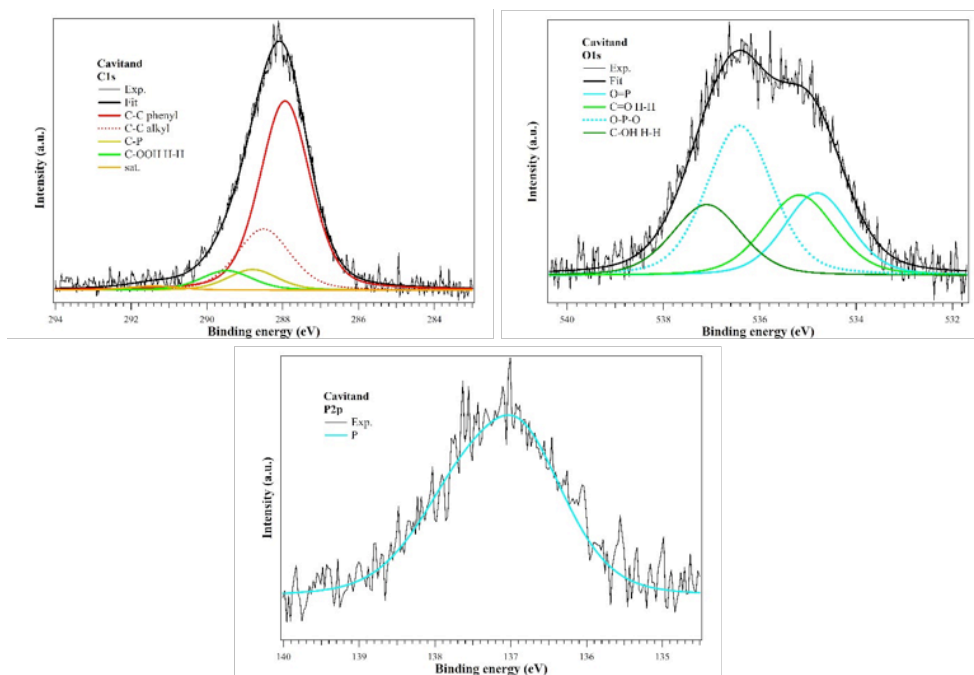 Cavitand
C1s
Exp.
Fit
C-C phenyl
C-C alkyl
C-P
C-OOH H-H
sat.
Intensity (a.u.)
294 292 290 288 286 284
Binding energy (eV)
Cavitand
O1s
Exp.
Fit
O=P
C=O H-H
O-P-O
C-OH H-H
Intensity (a.u.)
540 538 536 534 532
Binding energy (eV)
Cavitand
P2p
Exp.
P
Intensity (a.u.)
140 139 138 137 136 135
Binding energy (eV)